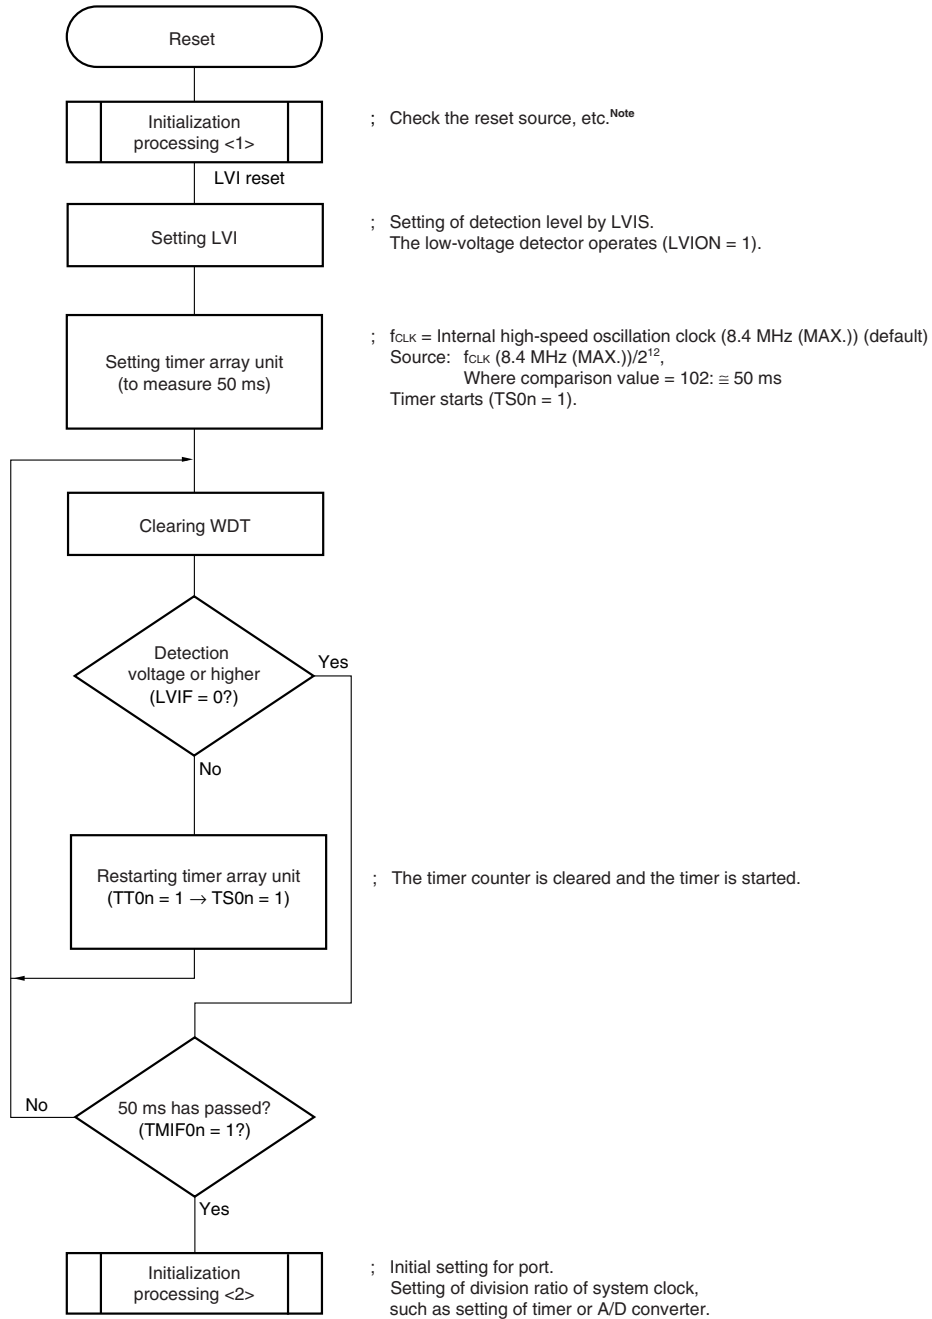 Reset
Initialization
processing <1>
; Check the reset source, etc.Note
LVI reset
Setting LVI
; Setting of detection level by LVIS.
The low-voltage detector operates (LVION = 1).
Setting timer array unit
(to measure 50 ms)
; fCLK = Internal high-speed oscillation clock (8.4 MHz (MAX.)) (default)
Source: fCLK (8.4 MHz (MAX.))/2¹²,
Where comparison value = 102: ≅ 50 ms
Timer starts (TS0n = 1).
Clearing WDT
Detection
voltage or higher
(LVIF = 0?)
Yes
No
Restarting timer array unit
(TT0n = 1 → TS0n = 1)
; The timer counter is cleared and the timer is started.
No
50 ms has passed?
(TMIF0n = 1?)
Yes
Initialization
processing <2>
; Initial setting for port.
Setting of division ratio of system clock,
such as setting of timer or A/D converter.